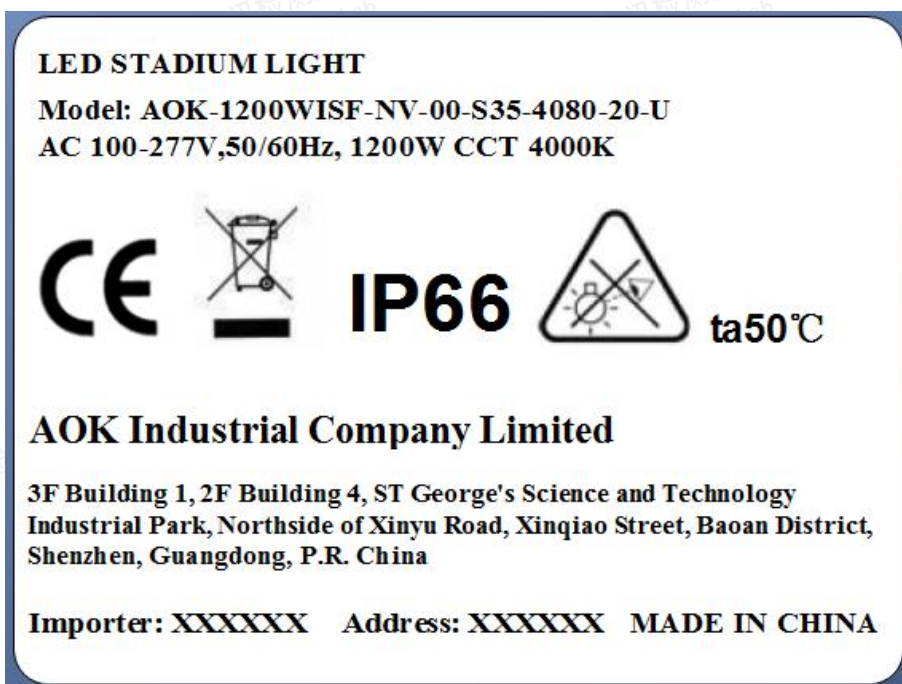 LED STADIUM LIGHT
Model: AOK-1200WISF-NV-00-S35-4080-20-U
AC 100-277V,50/60Hz, 1200W CCT 4000K
CE IP66 ta50℃
AOK Industrial Company Limited
3F Building 1, 2F Building 4, ST George's Science and Technology
Industrial Park, Northside of Xinyu Road, Xinqiao Street, Baoan District,
Shenzhen, Guangdong, P.R. China
Importer: XXXXXX Address: XXXXXX MADE IN CHINA